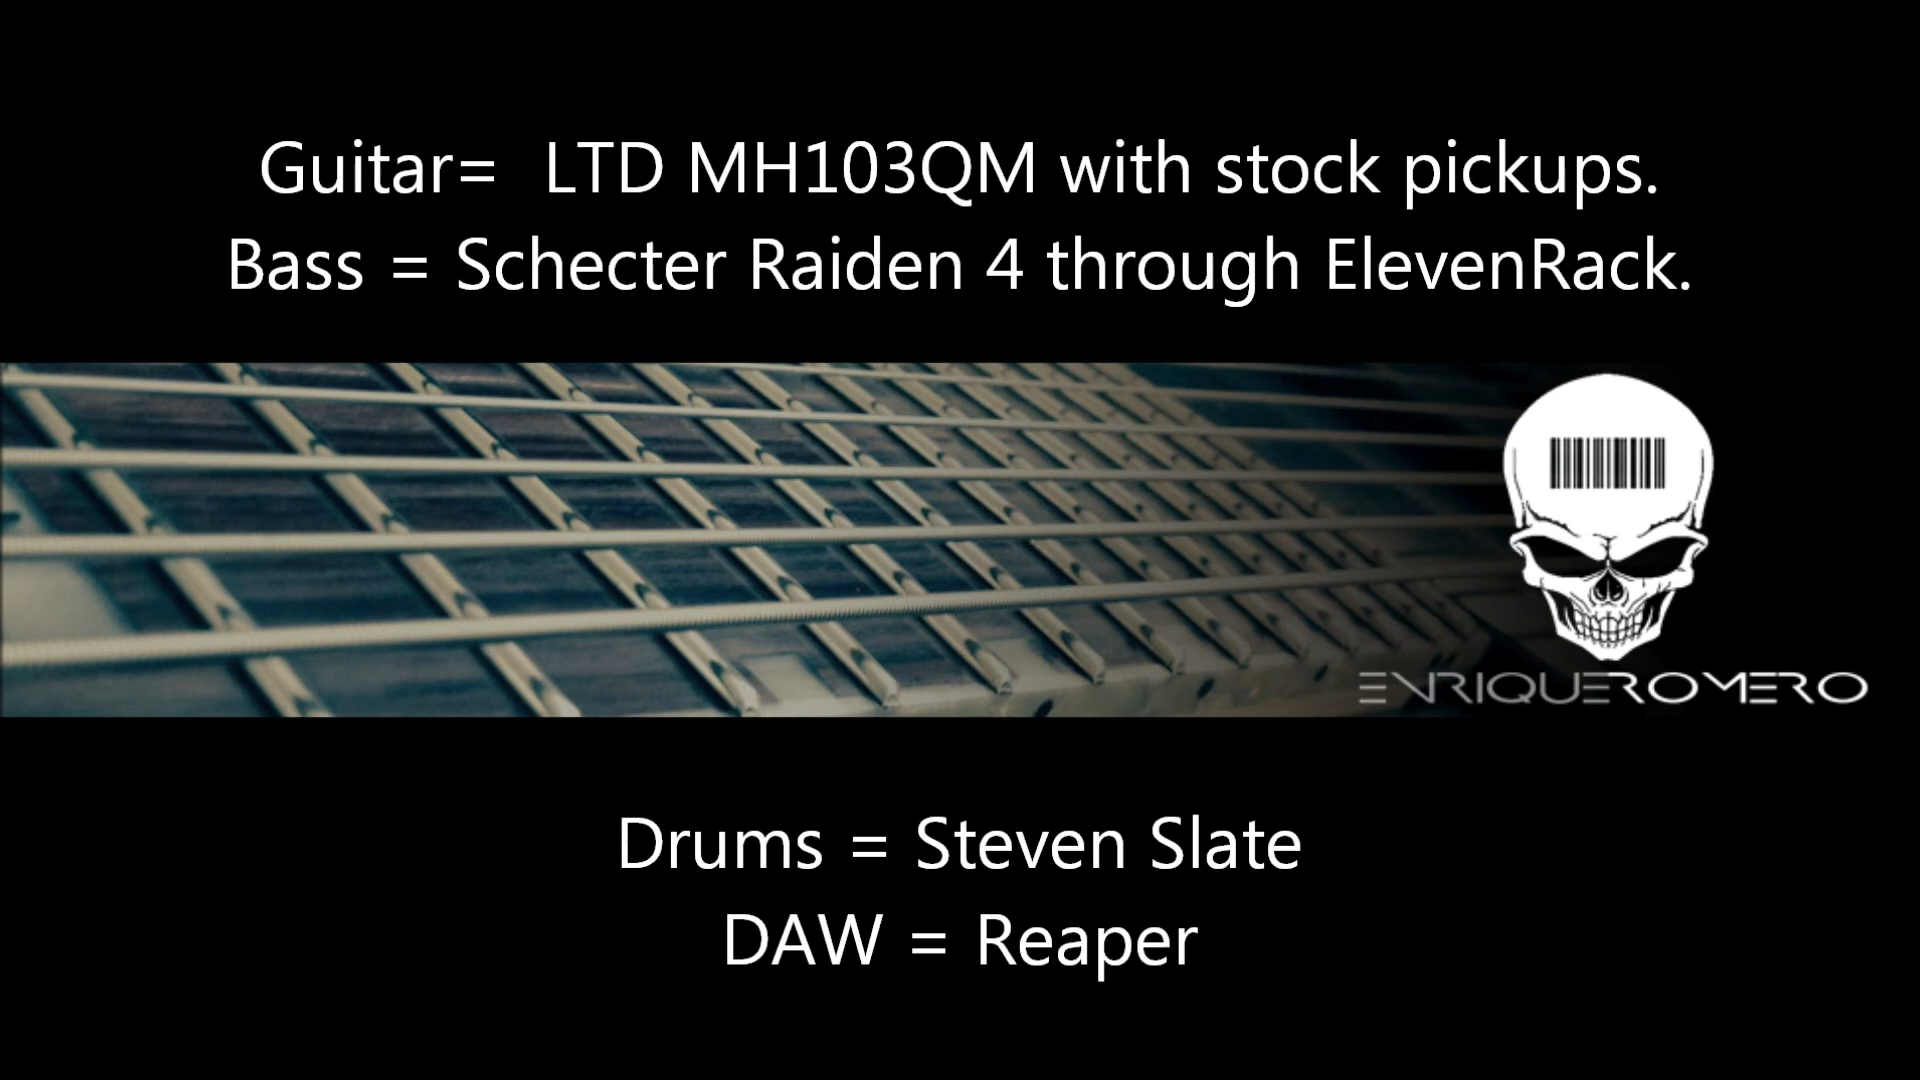 Guitar=  LTD MH103QM with stock pickups.
Bass = Schecter Raiden 4 through ElevenRack.
ENRIQUEROMERO
Drums = Steven Slate
DAW = Reaper